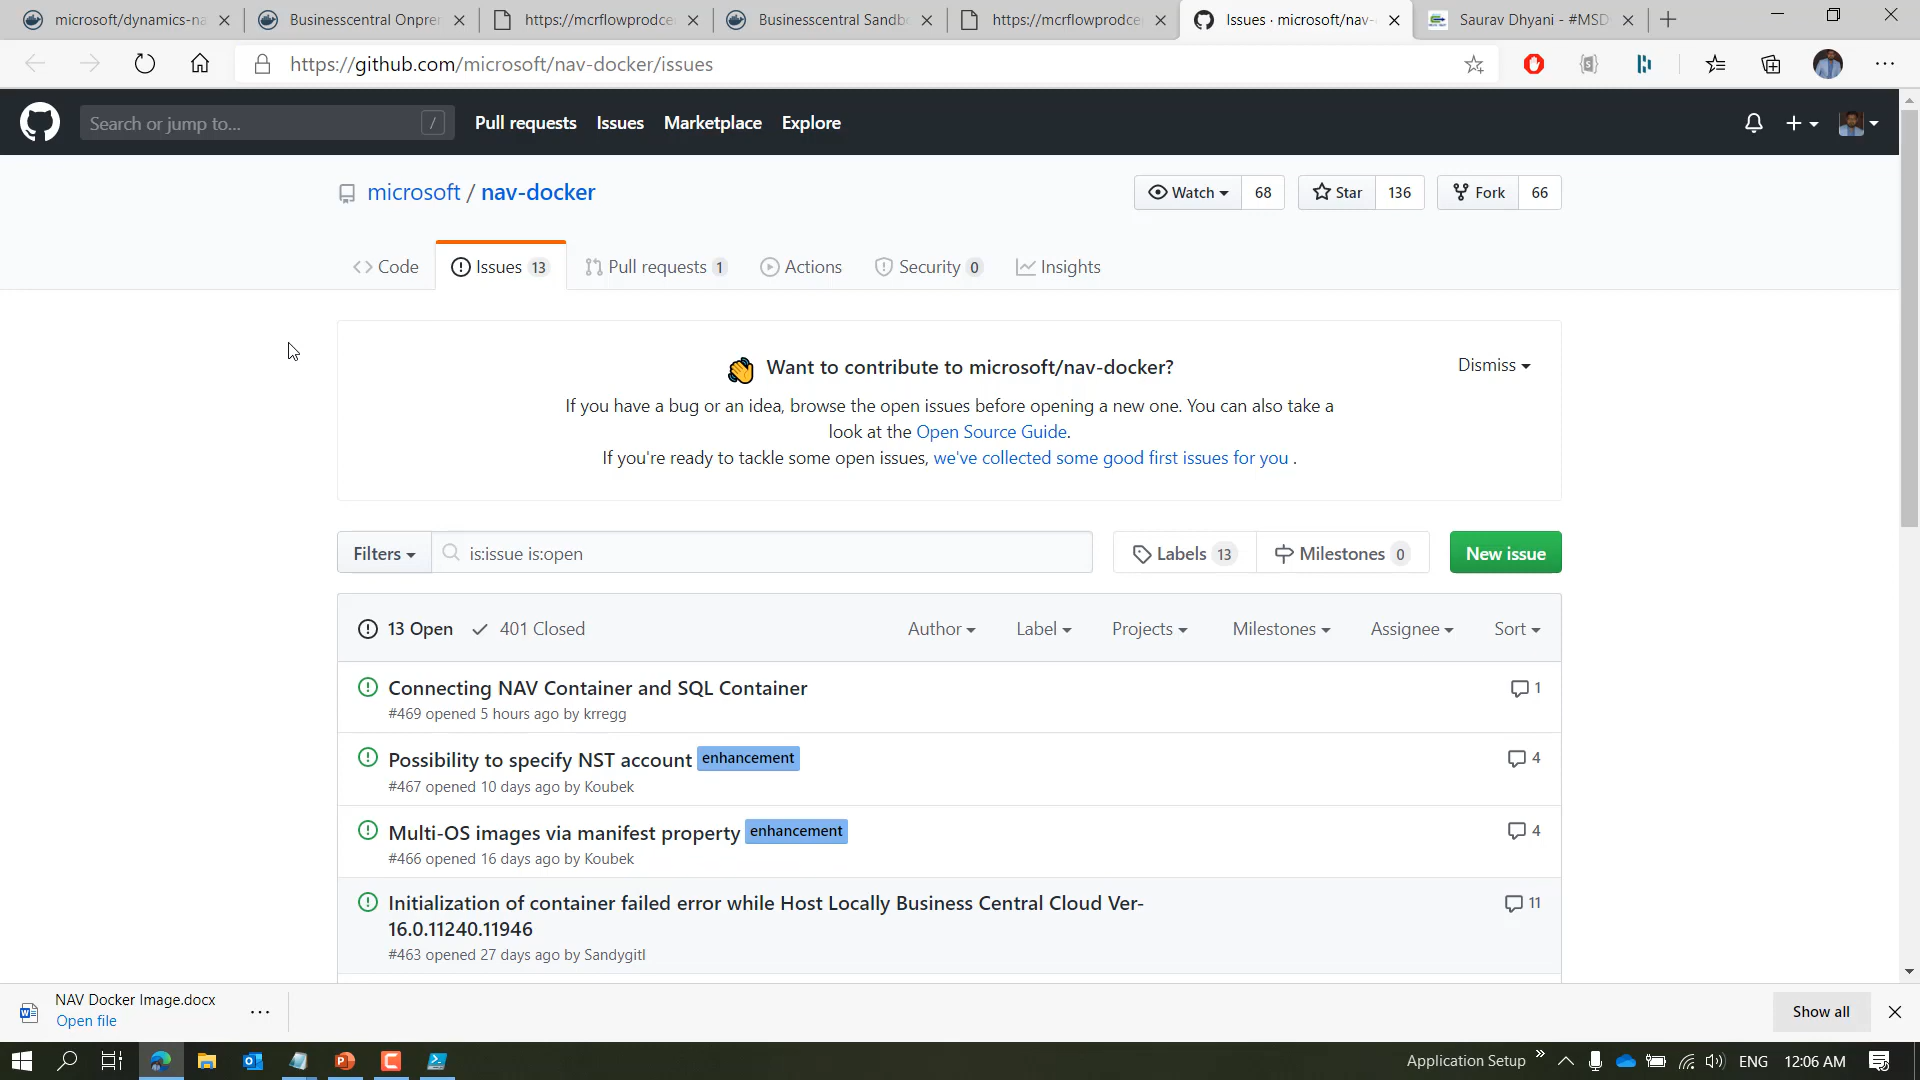 microsoft/dynamics-na
Businesscentral Onprem
https://mcrflowprodce
Businesscentral Sandbo
https://mcrflowprodce
Issues · microsoft/nav-
Saurav Dhyani - #MSD
https://github.com/microsoft/nav-docker/issues
Search or jump to... /
Pull requests Issues Marketplace Explore
microsoft / nav-docker
Watch 68
Star 136
Fork 66
Code
Issues 13
Pull requests 1
Actions
Security 0
Insights
Want to contribute to microsoft/nav-docker?
Dismiss
If you have a bug or an idea, browse the open issues before opening a new one. You can also take a
look at the Open Source Guide.
If you're ready to tackle some open issues, we've collected some good first issues for you .
Filters
is:issue is:open
Labels 13
Milestones 0
New issue
13 Open
401 Closed
Author
Label
Projects
Milestones
Assignee
Sort
Connecting NAV Container and SQL Container
1
#469 opened 5 hours ago by krregg
Possibility to specify NST account enhancement
4
#467 opened 10 days ago by Koubek
Multi-OS images via manifest property enhancement
4
#466 opened 16 days ago by Koubek
Initialization of container failed error while Host Locally Business Central Cloud Ver-
16.0.11240.11946
11
#463 opened 27 days ago by Sandygitl
NAV Docker Image.docx
Open file
Show all
Application Setup
ENG
12:06 AM